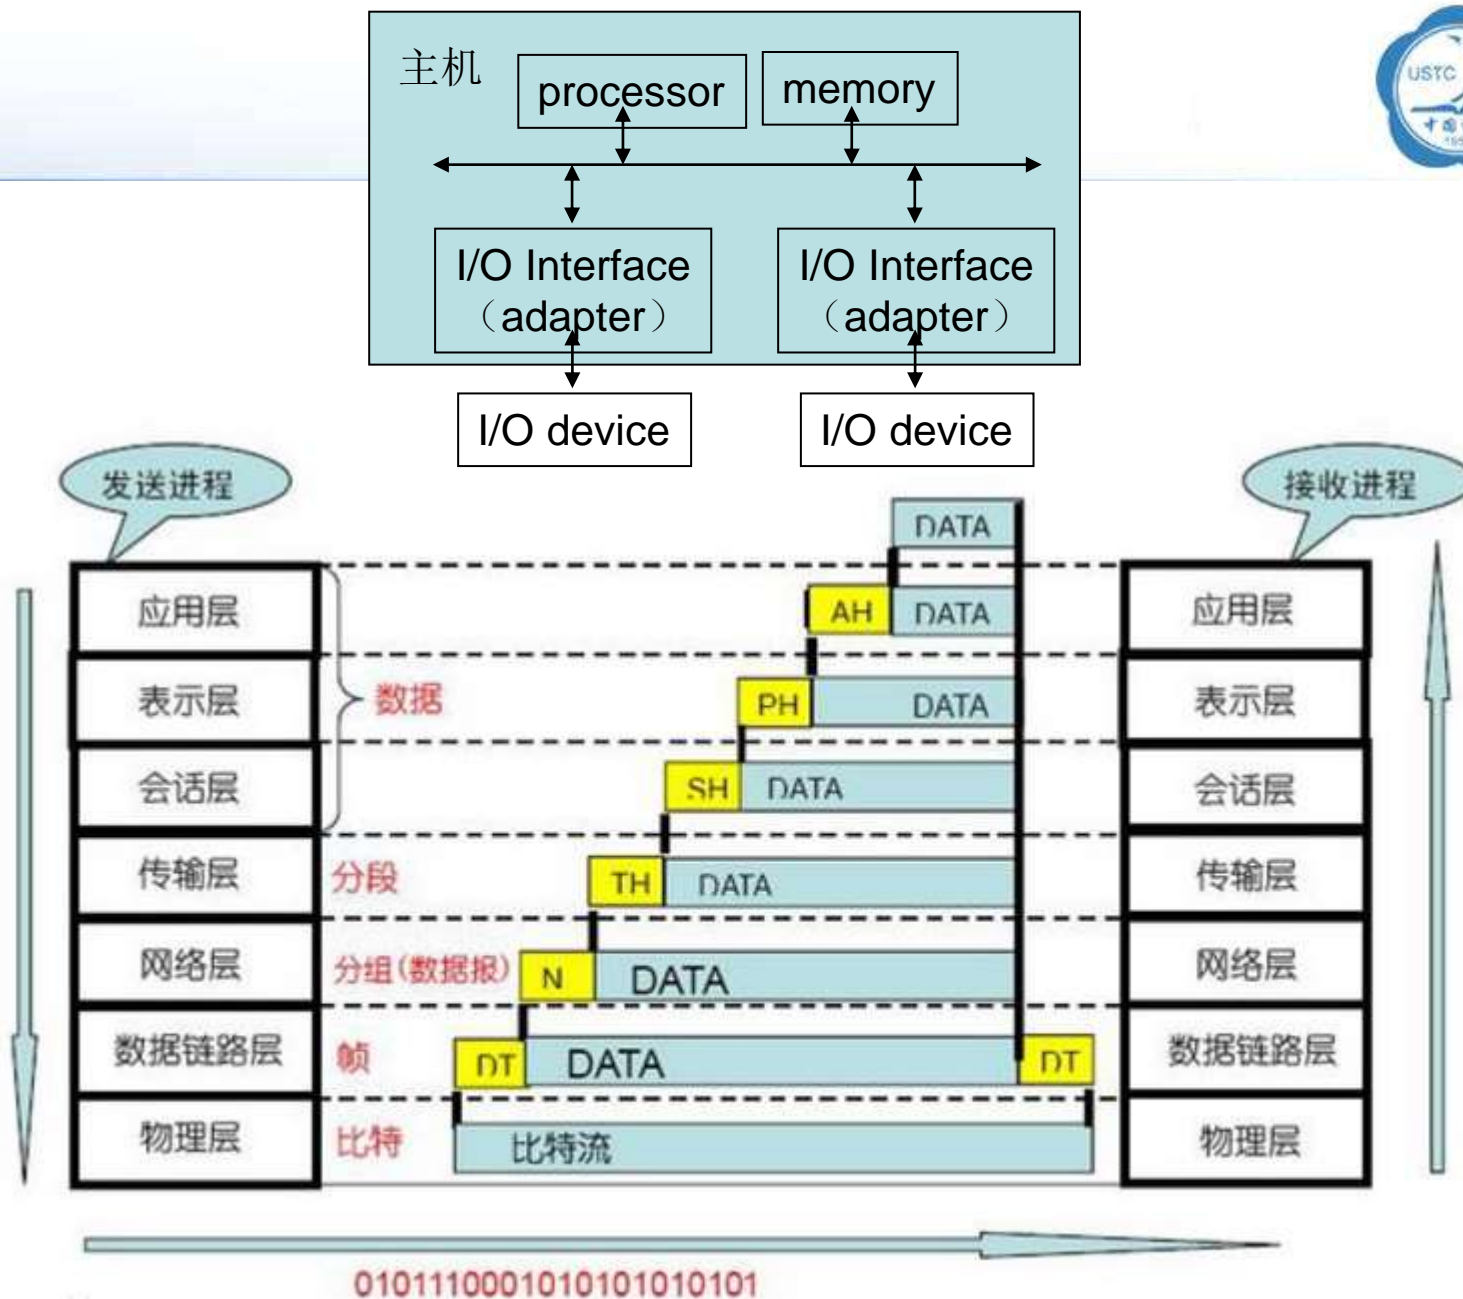 主机
processor
memory
USTC
I/O Interface
（adapter）
I/O Interface
（adapter）
I/O device
I/O device
发送进程
接收进程
DATA
应用层
AH
DATA
应用层
表示层
数据
PH
DATA
表示层
会话层
SH
DATA
会话层
传输层
分段
TH
DATA
传输层
网络层
分组(数据报)
N
DATA
网络层
数据链路层
帧
DT
DATA
DT
数据链路层
物理层
比特
比特流
物理层
0101110001010101010101